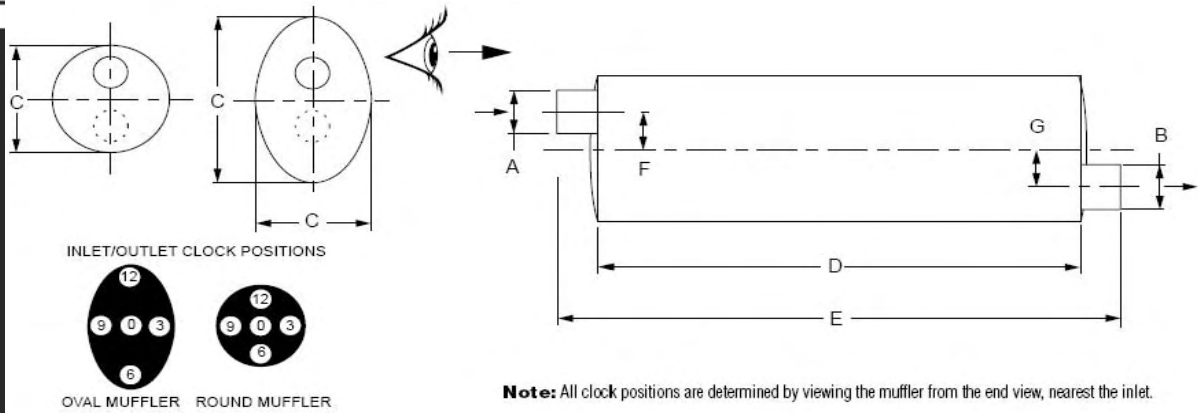 C
C
C
A
F
G
B
D
E
INLET/OUTLET CLOCK POSITIONS
12
9 0 3
6
12
9 0 3
6
OVAL MUFFLER ROUND MUFFLER
Note: All clock positions are determined by viewing the muffler from the end view, nearest the inlet.